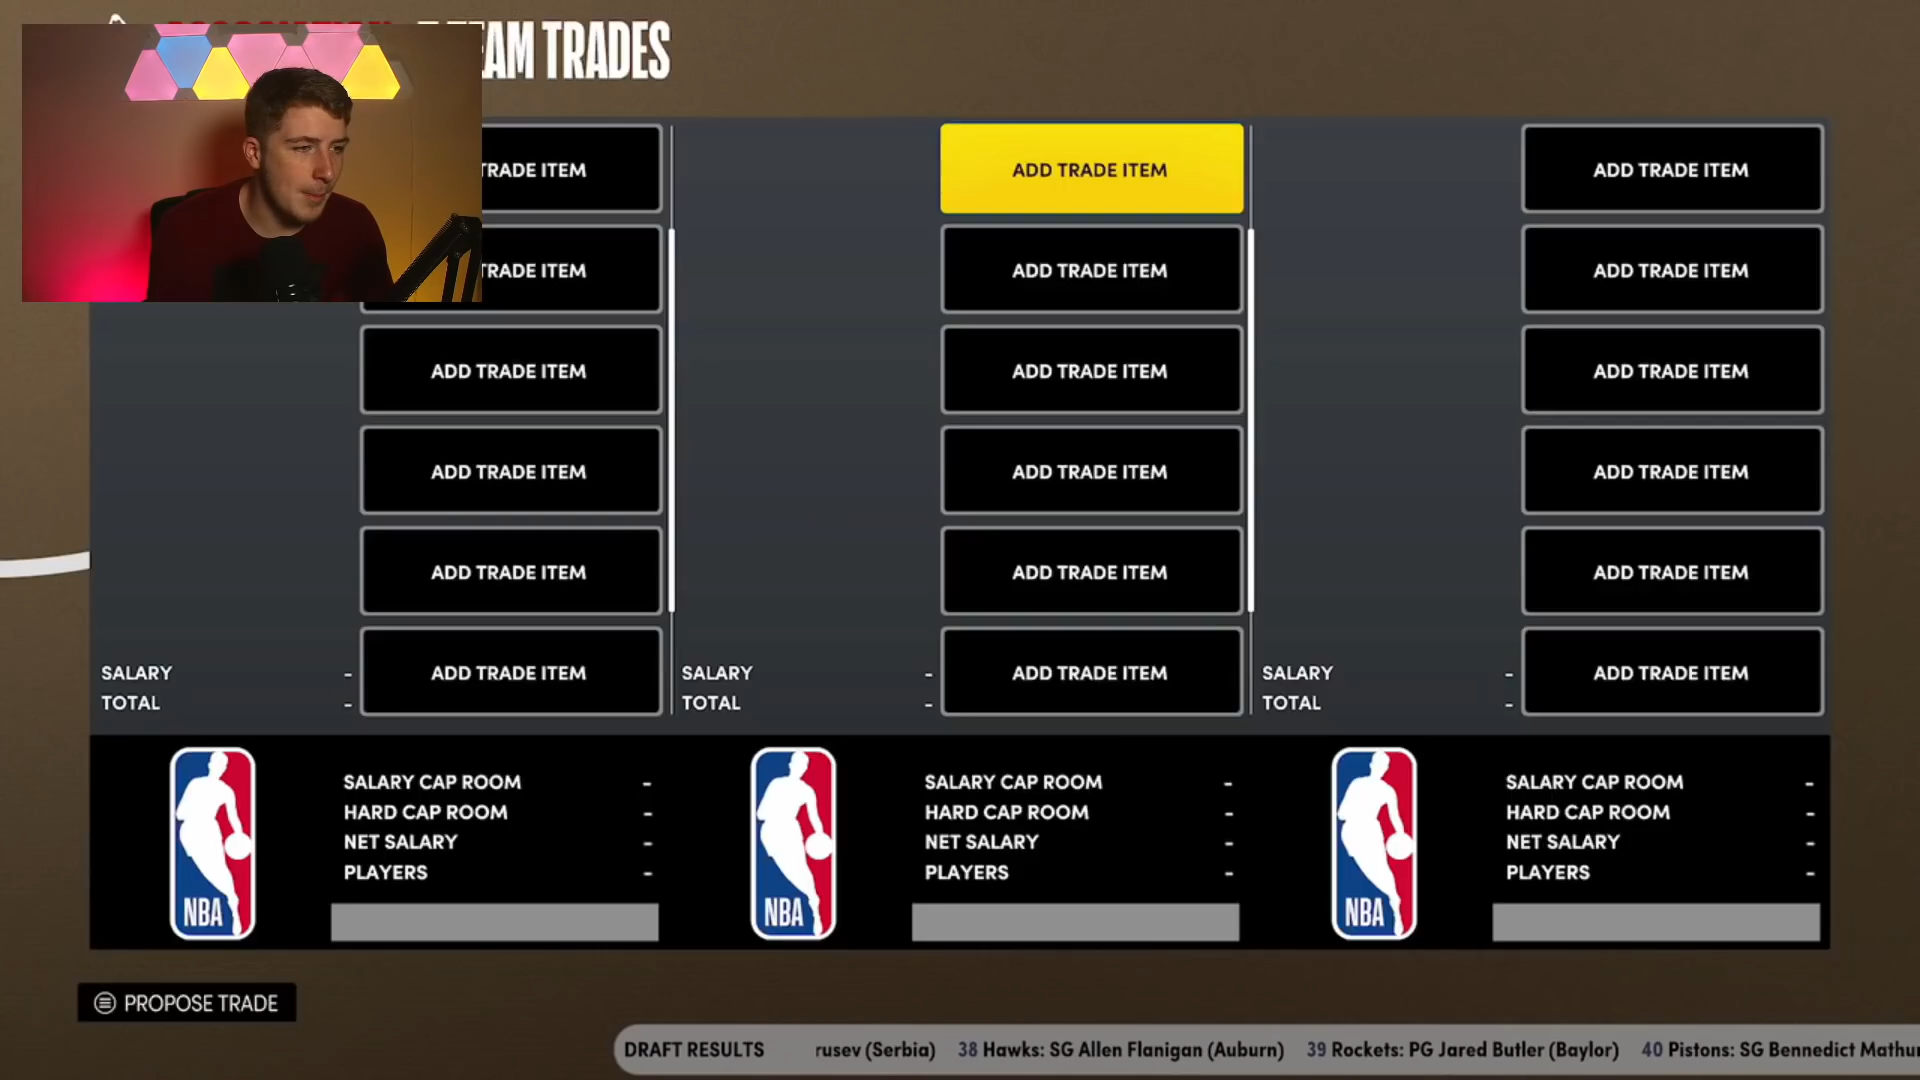 TEAM TRADES
TRADE ITEM
ADD TRADE ITEM
ADD TRADE ITEM
TRADE ITEM
ADD TRADE ITEM
ADD TRADE ITEM
ADD TRADE ITEM
ADD TRADE ITEM
ADD TRADE ITEM
ADD TRADE ITEM
ADD TRADE ITEM
ADD TRADE ITEM
ADD TRADE ITEM
ADD TRADE ITEM
ADD TRADE ITEM
SALARY - ADD TRADE ITEM
TOTAL -
SALARY - ADD TRADE ITEM
TOTAL -
SALARY - ADD TRADE ITEM
TOTAL -
NBA
SALARY CAP ROOM -
HARD CAP ROOM -
NET SALARY -
PLAYERS -
NBA
SALARY CAP ROOM -
HARD CAP ROOM -
NET SALARY -
PLAYERS -
NBA
SALARY CAP ROOM -
HARD CAP ROOM -
NET SALARY -
PLAYERS -
PROPOSE TRADE
DRAFT RESULTS rusev (Serbia) 38 Hawks: SG Allen Flanigan (Auburn) 39 Rockets: PG Jared Butler (Baylor) 40 Pistons: SG Bennedict Mathur